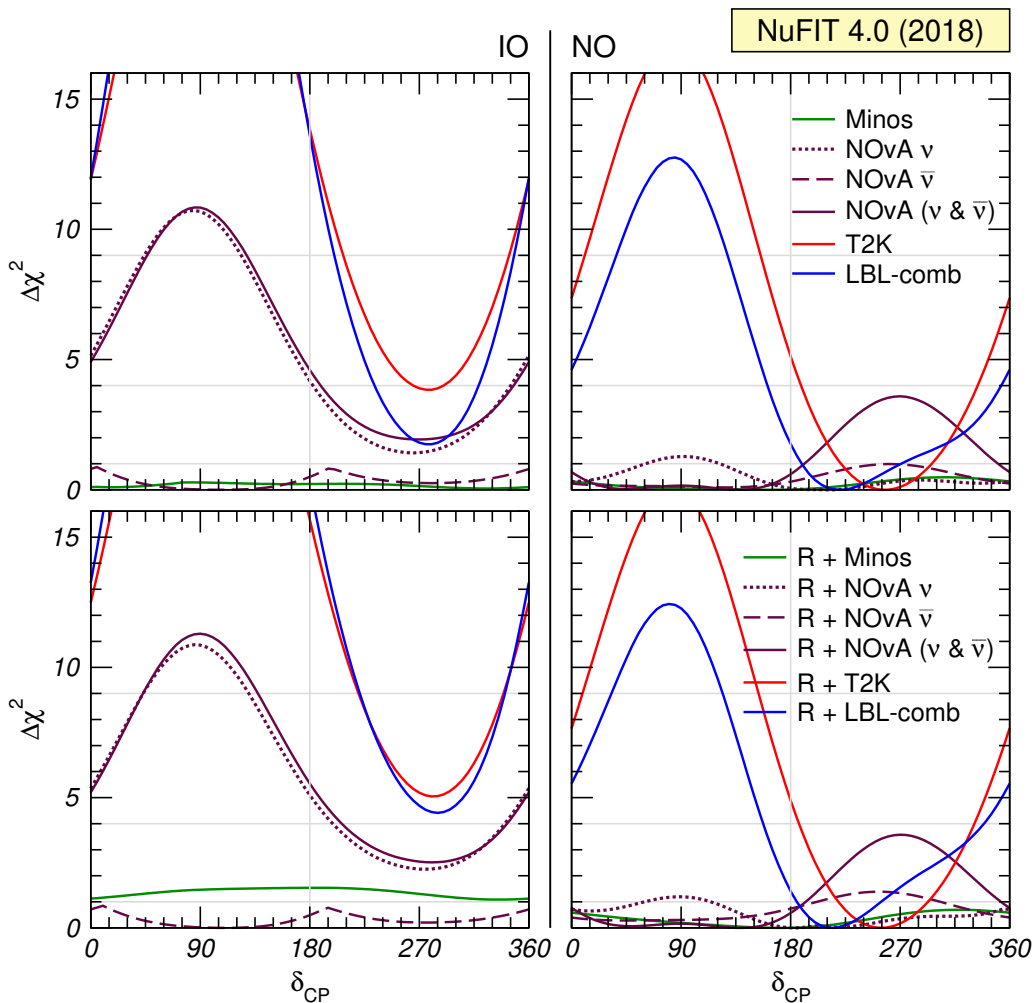 NuFIT 4.0 (2018)
IO NO
15
10
5
0
Δχ²
Minos
NOvA ν
NOvA ν̅
NOvA (ν & ν̅)
T2K
LBL-comb
15
10
5
0
Δχ²
R + Minos
R + NOvA ν
R + NOvA ν̅
R + NOvA (ν & ν̅)
R + T2K
R + LBL-comb
0 90 180 270 360
0 90 180 270 360
δ_CP
δ_CP